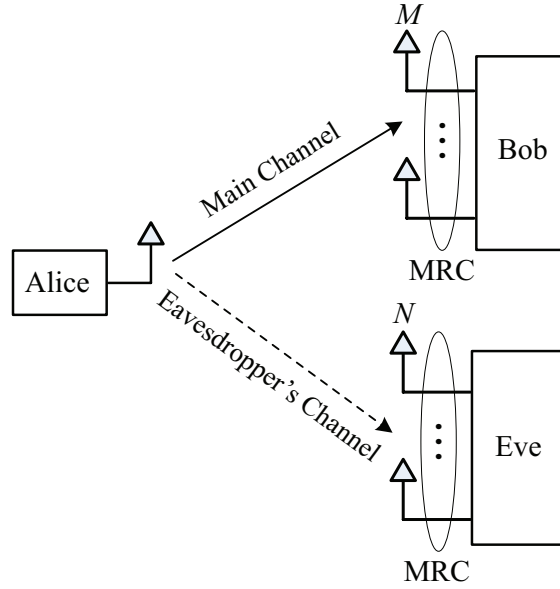 M
Bob
MRC
Main Channel
Alice
Eavesdropper's Channel
N
Eve
MRC